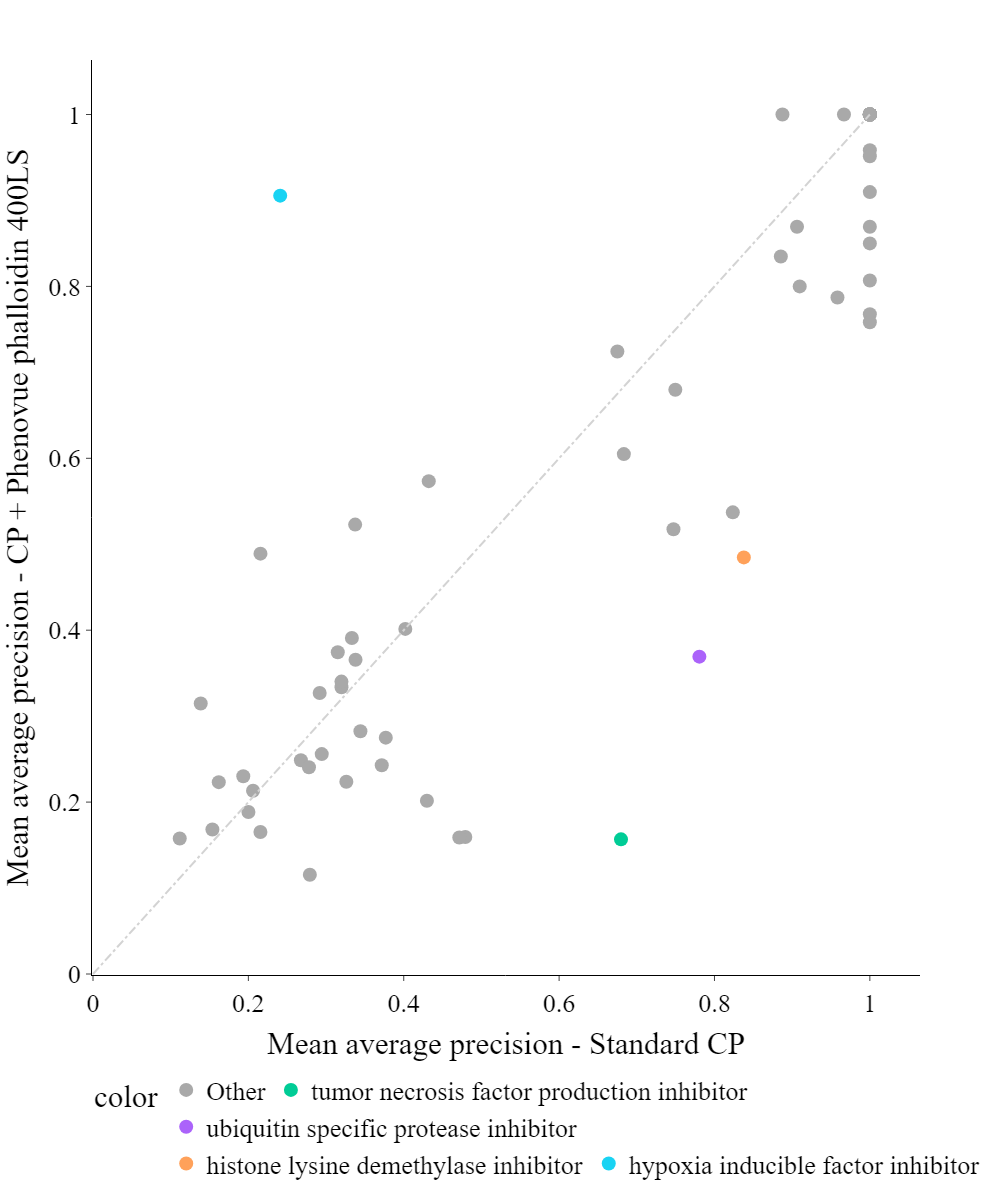 Mean average precision - CP + Phenovue phalloidin 400LS
1
0.8
0.6
0.4
0.2
0
0 0.2 0.4 0.6 0.8 1
Mean average precision - Standard CP
color Other tumor necrosis factor production inhibitor
ubiquitin specific protease inhibitor
histone lysine demethylase inhibitor hypoxia inducible factor inhibitor